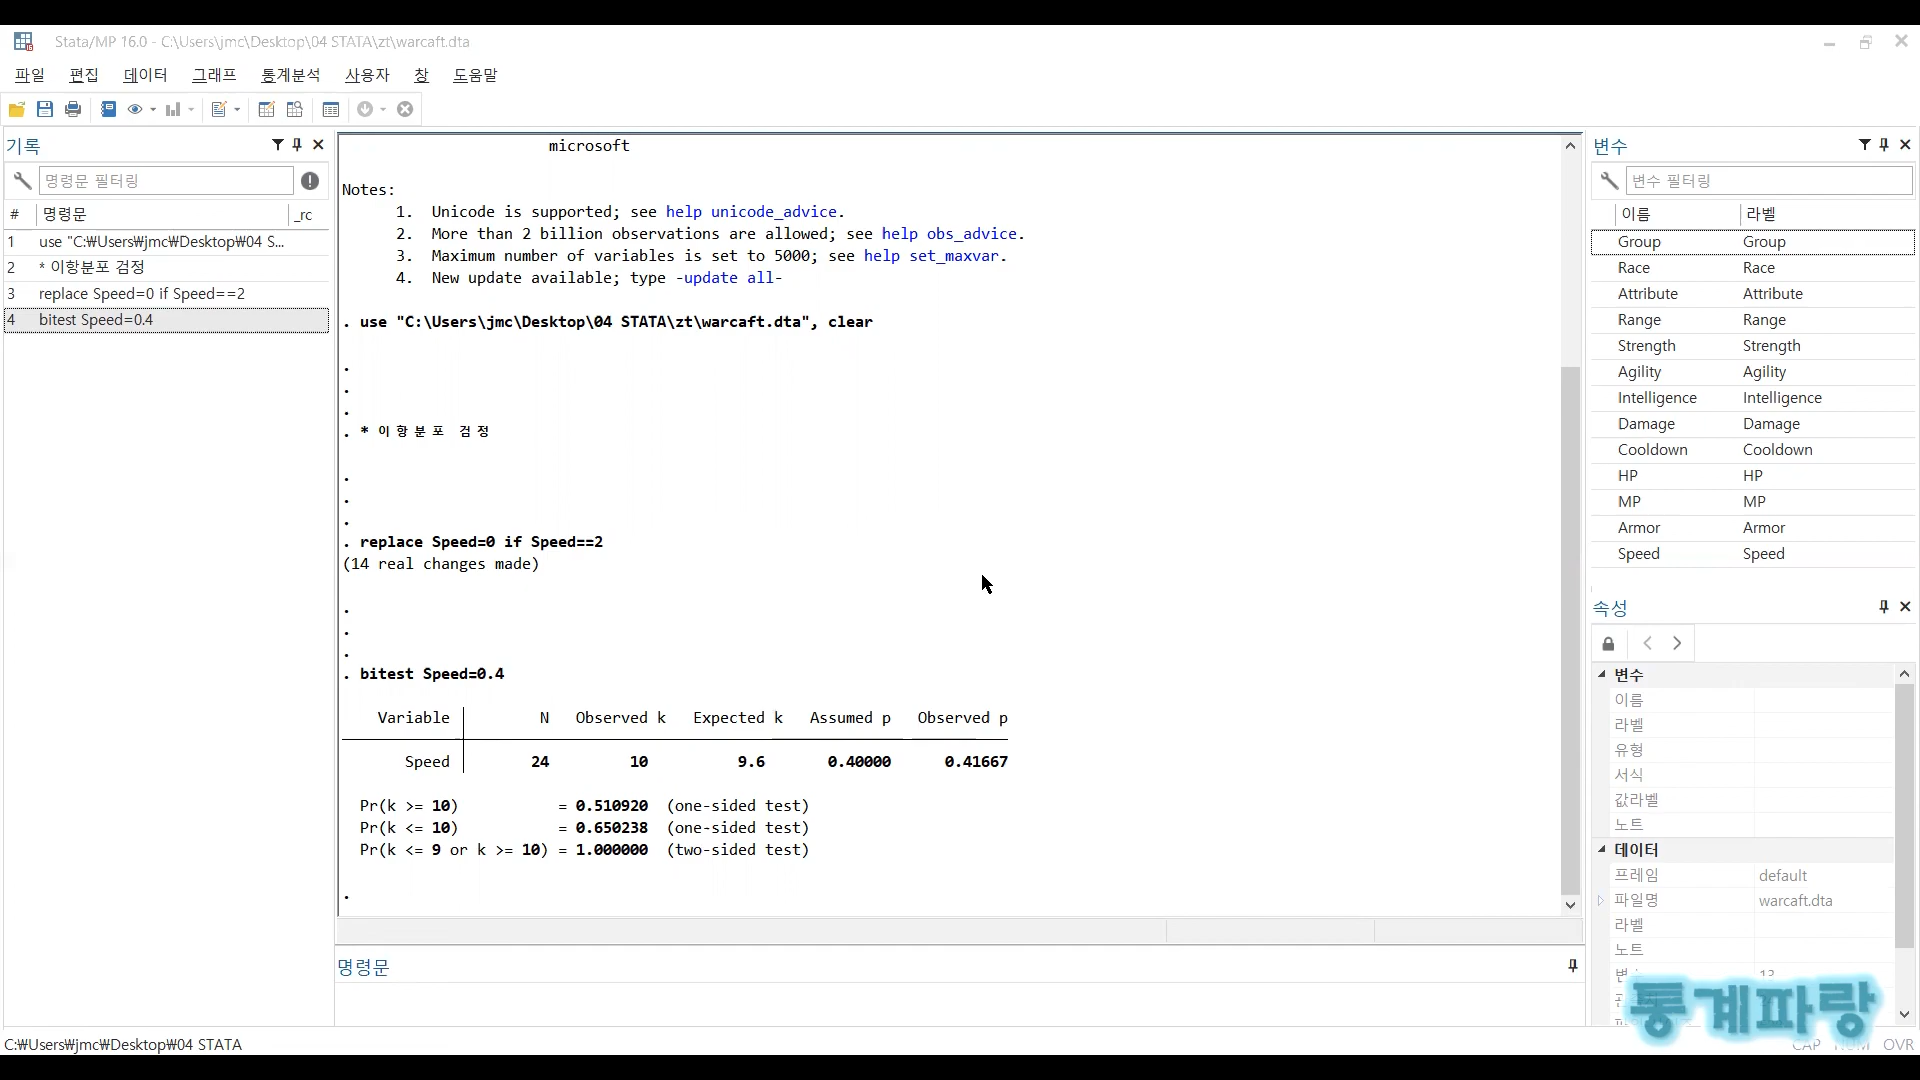 Stata/MP 16.0 - C:\Users\jmc\Desktop\04 STATA\zt\warcaft.dta
파일 편집 데이터 그래프 통계분석 사용자 창 도움말
기록
명령문 필터링
# 명령문 _rc
1 use "C:₩Users₩jmc₩Desktop₩04 S...
2 * 이항분포 검정
3 replace Speed=0 if Speed==2
4 bitest Speed=0.4
microsoft
Notes:
1. Unicode is supported; see help unicode_advice.
2. More than 2 billion observations are allowed; see help obs_advice.
3. Maximum number of variables is set to 5000; see help set_maxvar.
4. New update available; type -update all-
. use "C:\Users\jmc\Desktop\04 STATA\zt\warcaft.dta", clear
.
.
.
. * 이항분포 검정
.
.
.
. replace Speed=0 if Speed==2
(14 real changes made)
.
.
.
. bitest Speed=0.4
Variable N Observed k Expected k Assumed p Observed p
Speed 24 10 9.6 0.40000 0.41667
Pr(k >= 10) = 0.510920 (one-sided test)
Pr(k <= 10) = 0.650238 (one-sided test)
Pr(k <= 9 or k >= 10) = 1.000000 (two-sided test)
.
명령문
변수
변수 필터링
이름 라벨
Group Group
Race Race
Attribute Attribute
Range Range
Strength Strength
Agility Agility
Intelligence Intelligence
Damage Damage
Cooldown Cooldown
HP HP
MP MP
Armor Armor
Speed Speed
속성
변수
이름
라벨
유형
서식
값라벨
노트
데이터
프레임 default
파일명 warcaft.dta
라벨
노트
13
통계파랑
C:₩Users₩jmc₩Desktop₩04 STATA
CAP NUM OVR